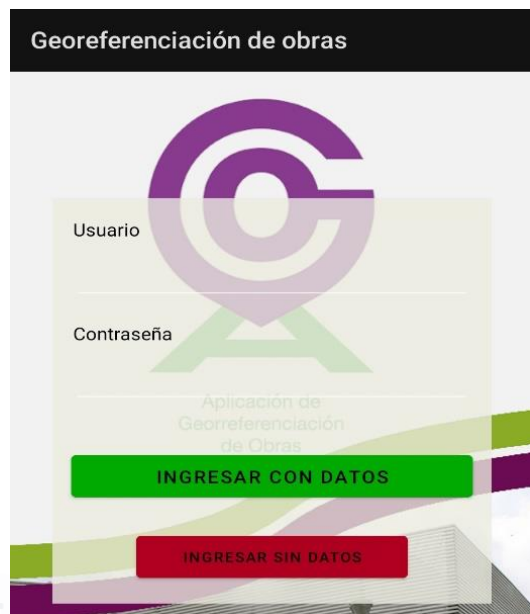 Georeferenciación de obras
Usuario
Contraseña
Aplicación de
Georreferenciación
de Obras
INGRESAR CON DATOS
INGRESAR SIN DATOS